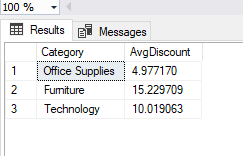 100 %
Results Messages
Category AvgDiscount
1 Office Supplies 4.977170
2 Furniture 15.229709
3 Technology 10.019063